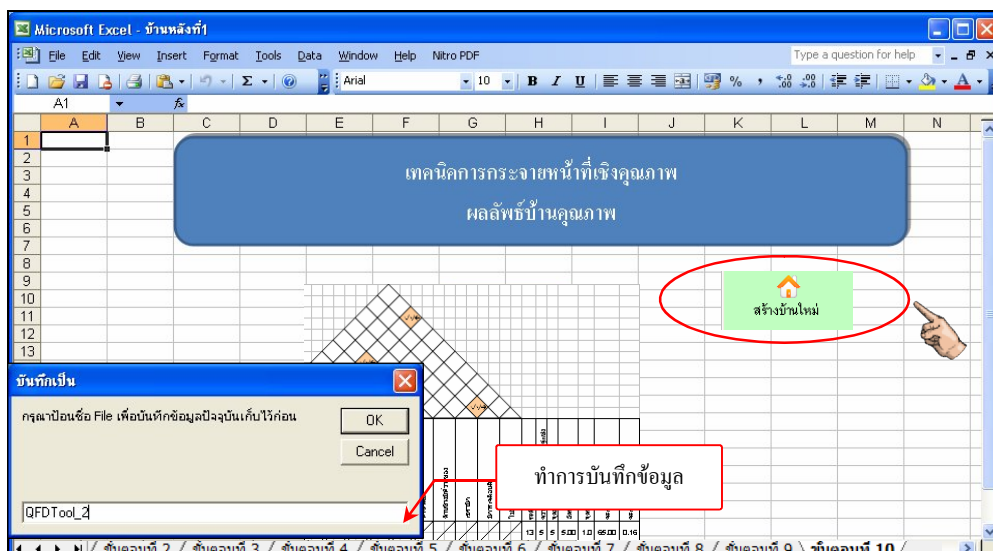 Microsoft Excel - บ้านหลังที่1
File Edit View Insert Format Tools Data Window Help Nitro PDF
Type a question for help
Arial 10 B I U
A1 fx
A B C D E F G H I J K L M N
1
2
3
4
5
6
7
8
9
10
11
12
13
เทคนิคการกระจายหน้าที่เชิงคุณภาพ
ผลลัพธ์บ้านคุณภาพ
สร้างบ้านใหม่
บันทึกเป็น
กรุณาป้อนชื่อ File เพื่อบันทึกข้อมูลปัจจุบันเก็บไว้ก่อน
OK
Cancel
QFDTool_2
ทำการบันทึกข้อมูล
13 5 5 5.00 1.0 65.00 0.16
ขั้นตอนที่ 2 / ขั้นตอนที่ 3 / ขั้นตอนที่ 4 / ขั้นตอนที่ 5 / ขั้นตอนที่ 6 / ขั้นตอนที่ 7 / ขั้นตอนที่ 8 / ขั้นตอนที่ 9 \ ขั้นตอนที่ 10 /